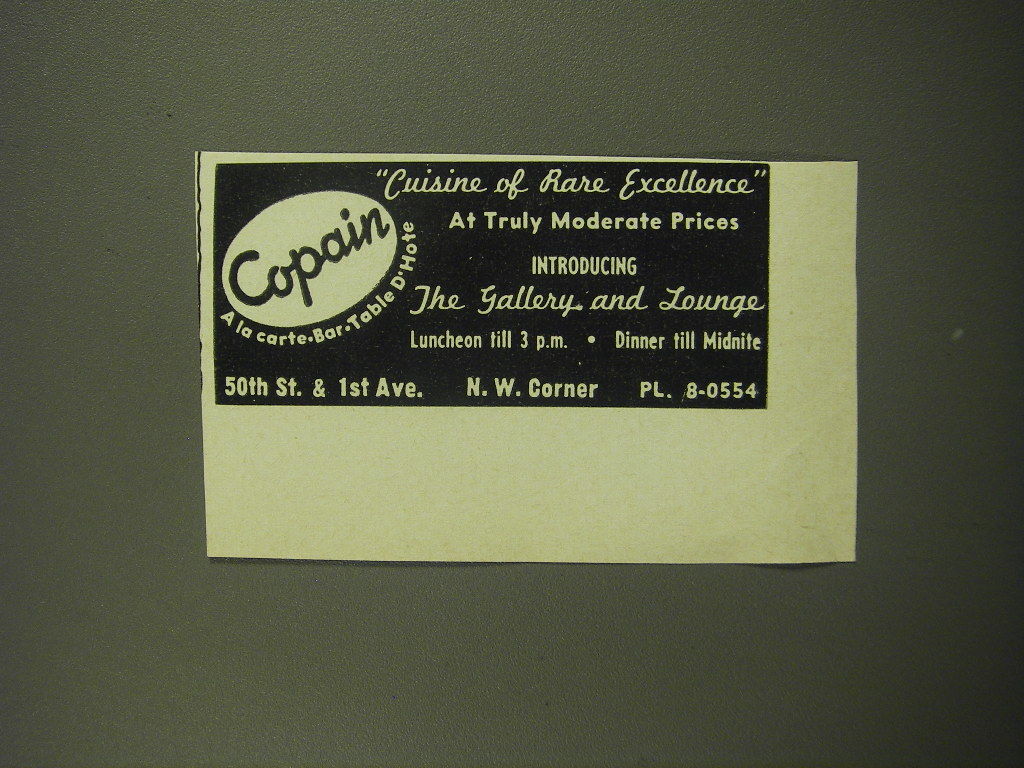 "Cuisine of Rare Excellence"
At Truly Moderate Prices
Copain
A la carte • Bar • Table D'Hote
INTRODUCING
The Gallery and Lounge
Luncheon till 3 p.m. • Dinner till Midnite
50th St. & 1st Ave. N. W. Corner PL. 8-0554